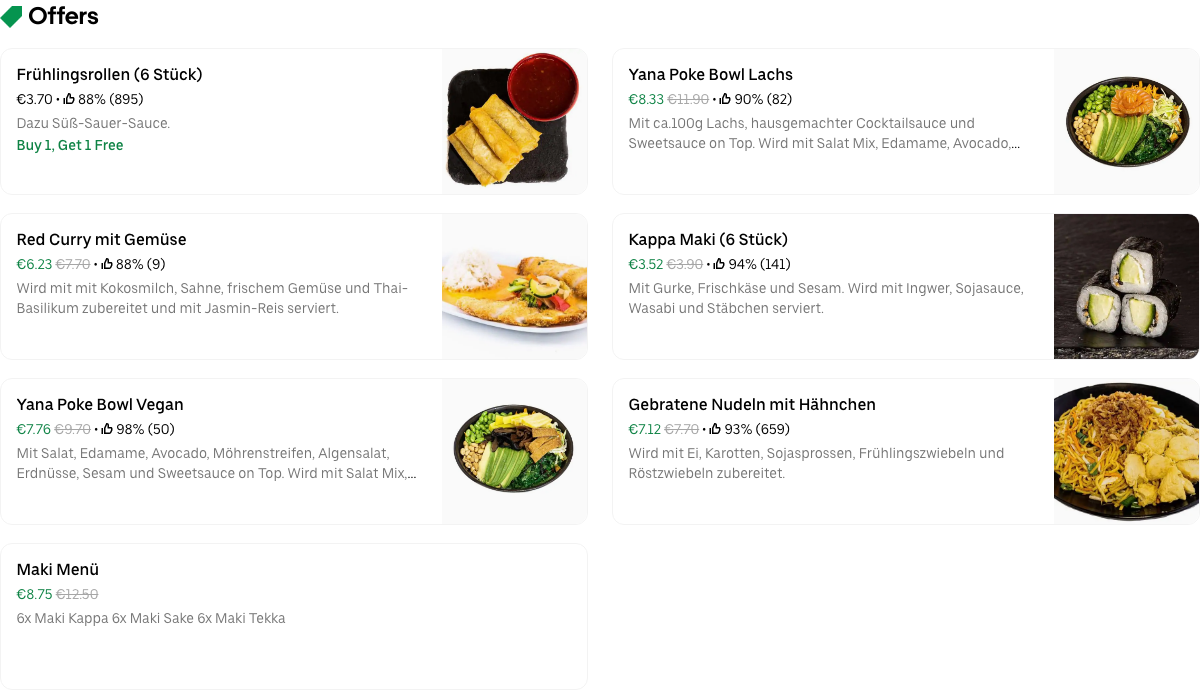 Offers
Frühlingsrollen (6 Stück)
€3.70 • 88% (895)
Dazu Süß-Sauer-Sauce.
Buy 1, Get 1 Free
Yana Poke Bowl Lachs
€8.33 €11.90 • 90% (82)
Mit ca.100g Lachs, hausgemachter Cocktailsauce und
Sweetsauce on Top. Wird mit Salat Mix, Edamame, Avocado,...
Red Curry mit Gemüse
€6.23 €7.70 • 88% (9)
Wird mit mit Kokosmilch, Sahne, frischem Gemüse und Thai-
Basilikum zubereitet und mit Jasmin-Reis serviert.
Kappa Maki (6 Stück)
€3.52 €3.90 • 94% (141)
Mit Gurke, Frischkäse und Sesam. Wird mit Ingwer, Sojasauce,
Wasabi und Stäbchen serviert.
Yana Poke Bowl Vegan
€7.76 €9.70 • 98% (50)
Mit Salat, Edamame, Avocado, Möhrenstreifen, Algensalat,
Erdnüsse, Sesam und Sweetsauce on Top. Wird mit Salat Mix,...
Gebratene Nudeln mit Hähnchen
€7.12 €7.70 • 93% (659)
Wird mit Ei, Karotten, Sojasprossen, Frühlingszwiebeln und
Röstzwiebeln zubereitet.
Maki Menü
€8.75 €12.50
6x Maki Kappa 6x Maki Sake 6x Maki Tekka